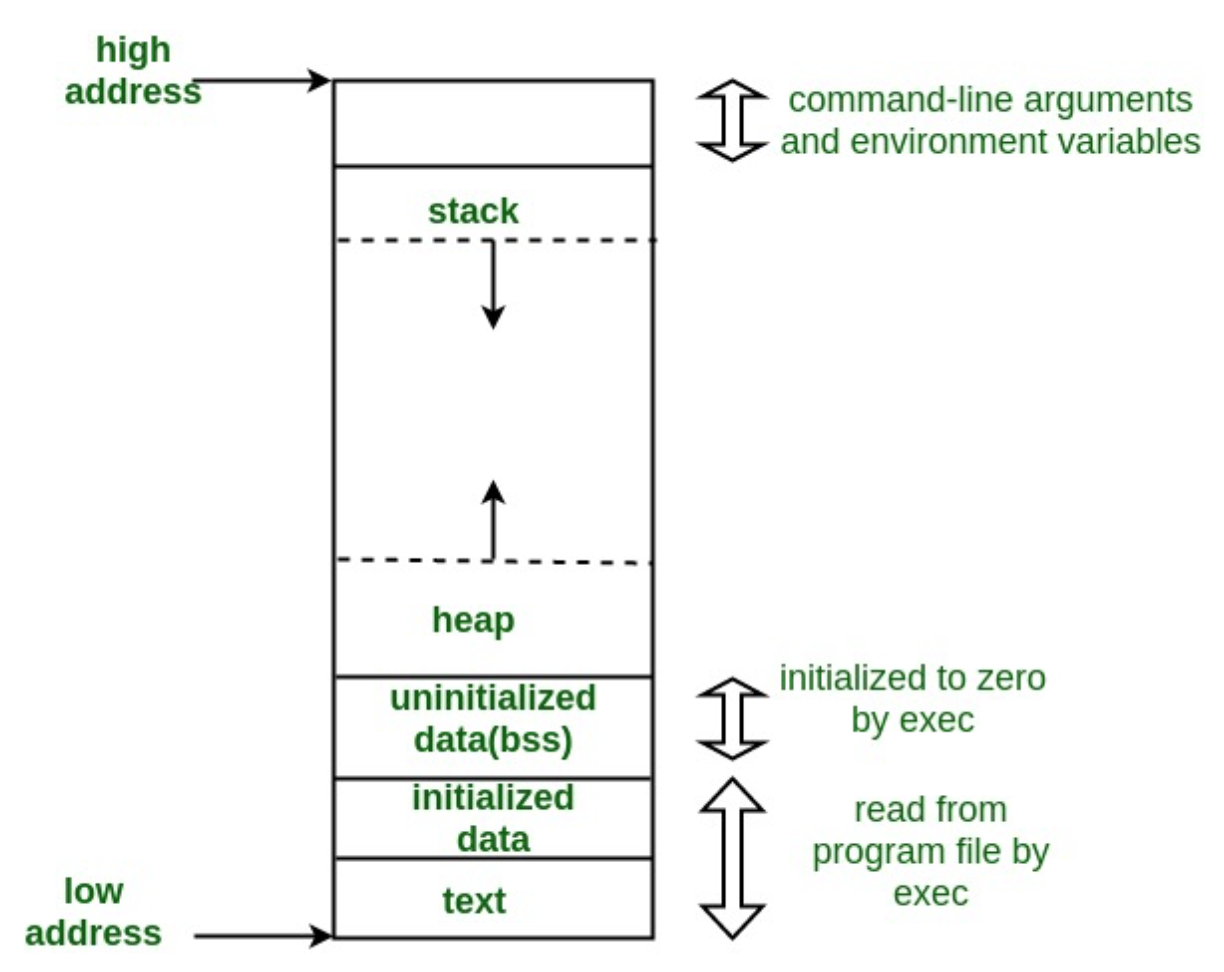 high
address
command-line arguments
and environment variables
stack
heap
uninitialized
data(bss)
initialized to zero
by exec
initialized
data
read from
program file by
exec
low
address
text